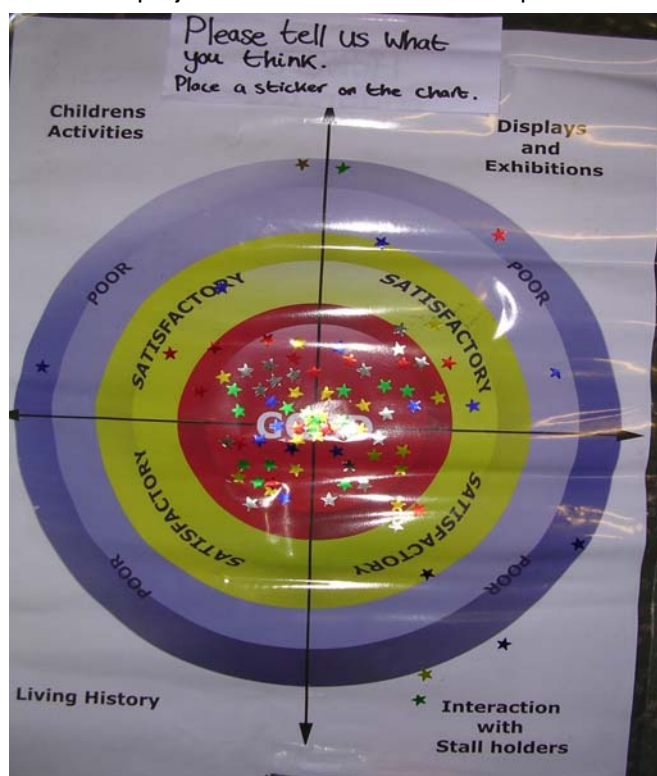 Please tell us what
you think.
Place a sticker on the chart.
Childrens
Activities
Displays
and
Exhibitions
POOR
POOR
SATISFACTORY
SATISFACTORY
SATISFACTORY
SATISFACTORY
POOR
POOR
Living History
Interaction
with
Stall holders